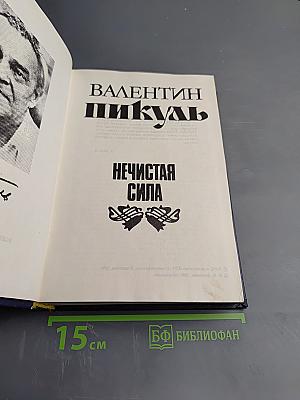 ВАЛЕНТИН
ПИКУЛЬ
НЕЧИСТАЯ
СИЛА
15 см
БФ БИБЛИОФАН